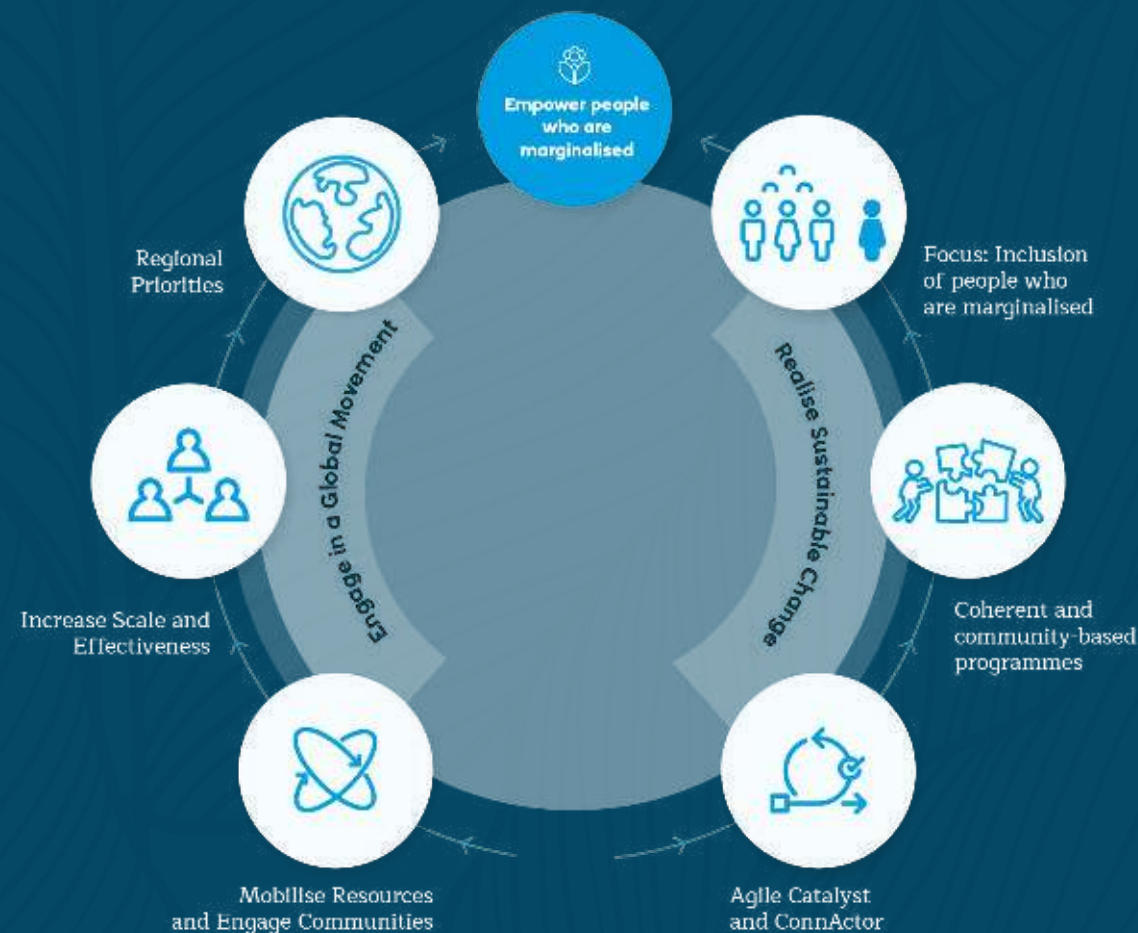 Empower people
who are
marginalised
Regional
Priorities
Focus: Inclusion
of people who
are marginalised
Engage in a Global Movement
Realise Sustainable Change
Increase Scale and
Effectiveness
Coherent and
community-based
programmes
Mobilise Resources
and Engage Communities
Agile Catalyst
and ConnActor